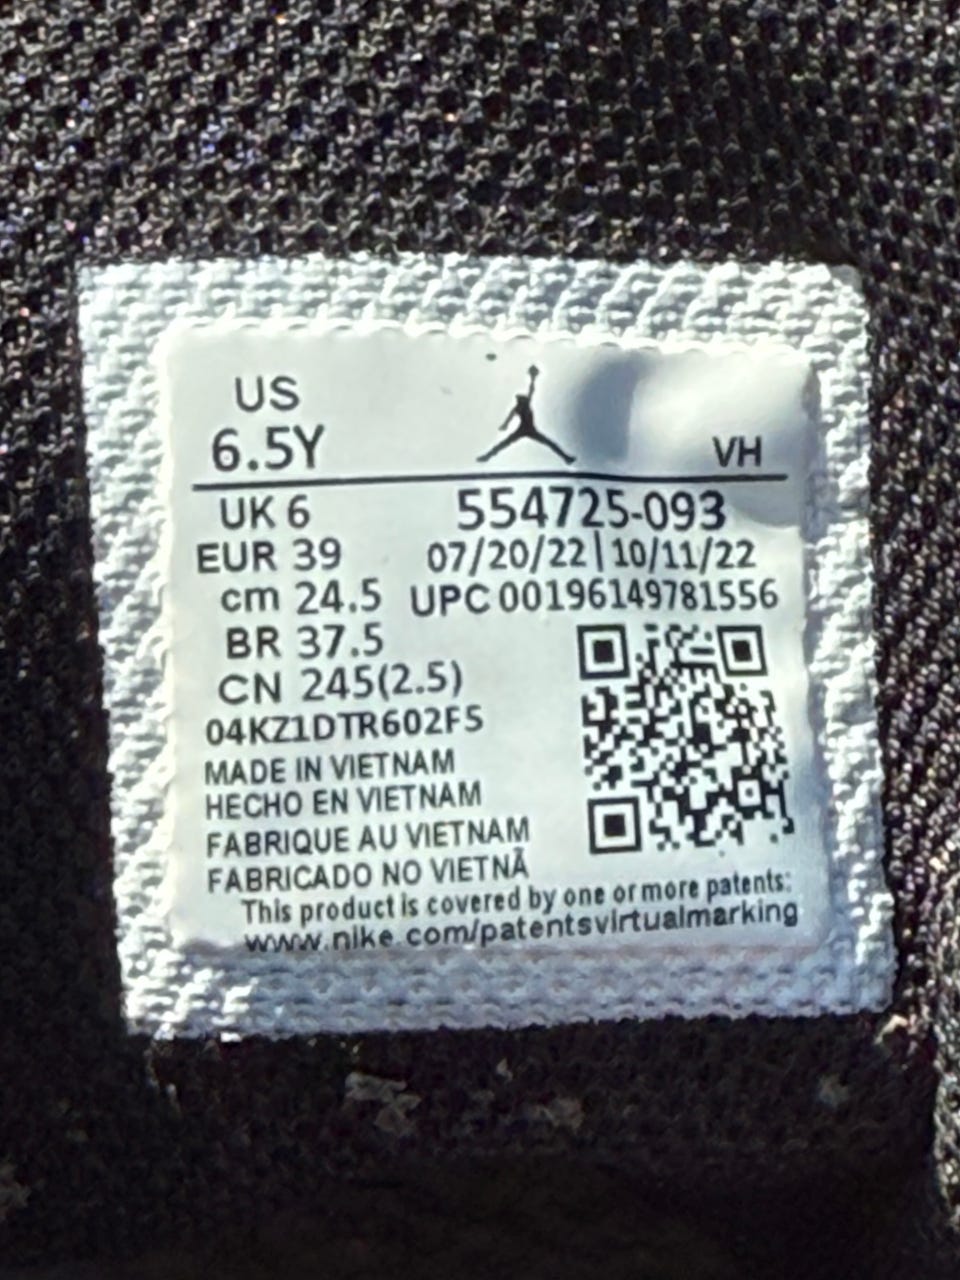 US
6.5Y
VH
UK 6
554725-093
EUR 39
07/20/22|10/11/22
cm 24.5
UPC 00196149781556
BR 37.5
CN 245(2.5)
04KZ1DTR602F5
MADE IN VIETNAM
HECHO EN VIETNAM
FABRIQUE AU VIETNAM
FABRICADO NO VIETNÃ
This product is covered by one or more patents:
www.nike.com/patentsvirtualmarking